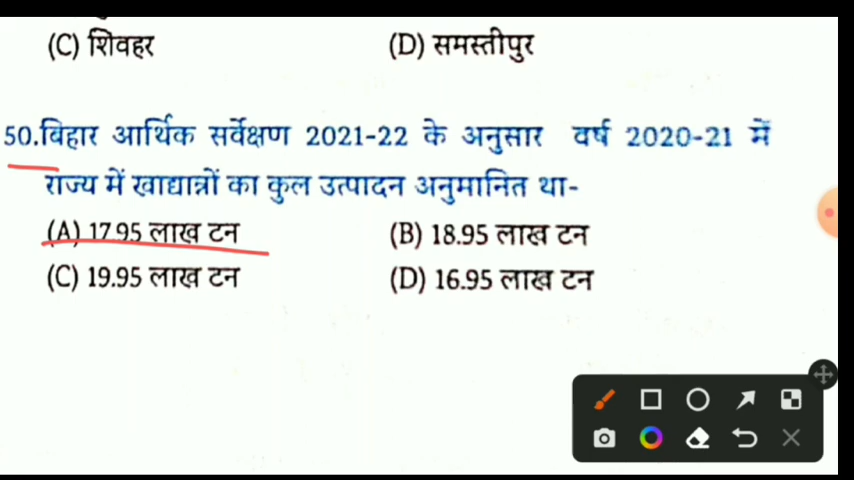 (C) शिवहर (D) समस्तीपुर
50.बिहार आर्थिक सर्वेक्षण 2021-22 के अनुसार वर्ष 2020-21 में
राज्य में खाद्यान्नों का कुल उत्पादन अनुमानित था-
(A) 17.95 लाख टन (B) 18.95 लाख टन
(C) 19.95 लाख टन (D) 16.95 लाख टन